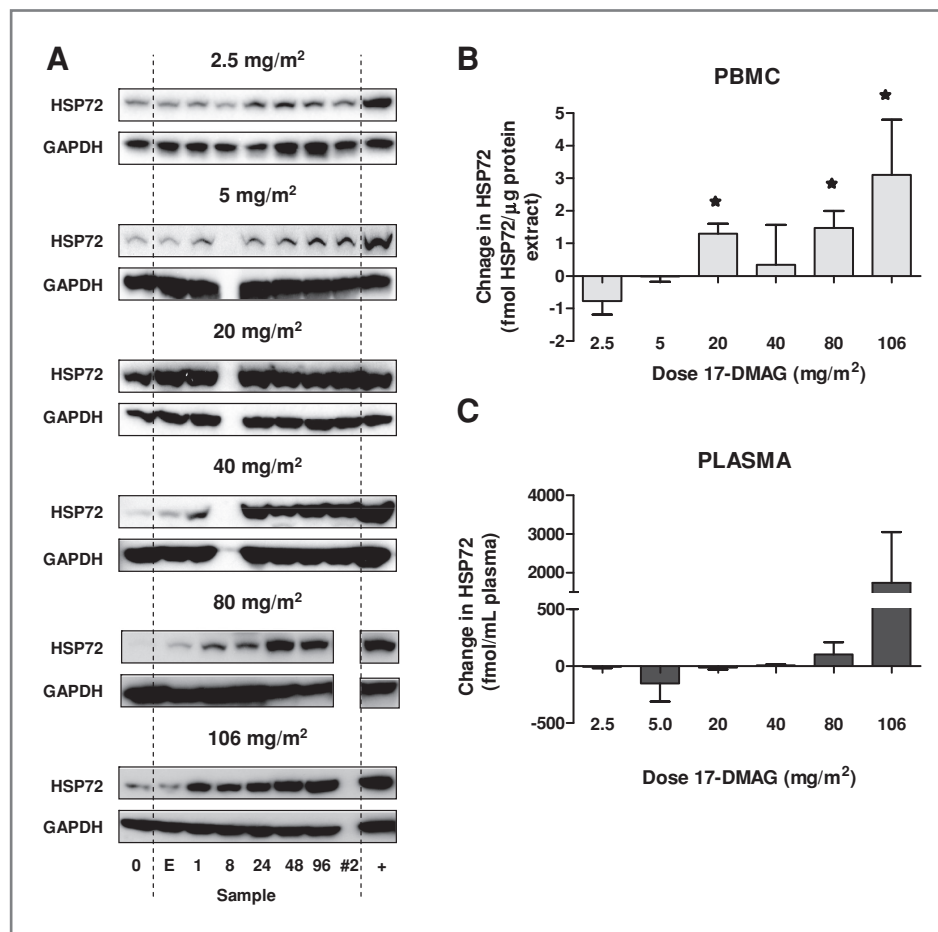 A
2.5 mg/m²
HSP72
GAPDH
5 mg/m²
HSP72
GAPDH
20 mg/m²
HSP72
GAPDH
40 mg/m²
HSP72
GAPDH
80 mg/m²
HSP72
GAPDH
106 mg/m²
HSP72
GAPDH
0 E 1 8 24 48 96 #2 +
Sample
B
PBMC
Chnage in HSP72
(fmol HSP72/μg protein
extract)
5
4
3
2
1
0
-1
-2
2.5 5 20 40 80 106
Dose 17-DMAG (mg/m²)
C
PLASMA
Change in HSP72
(fmol/mL plasma)
4000
3000
2000
500
0
-500
2.5 5.0 20 40 80 106
Dose 17-DMAG (mg/m²)